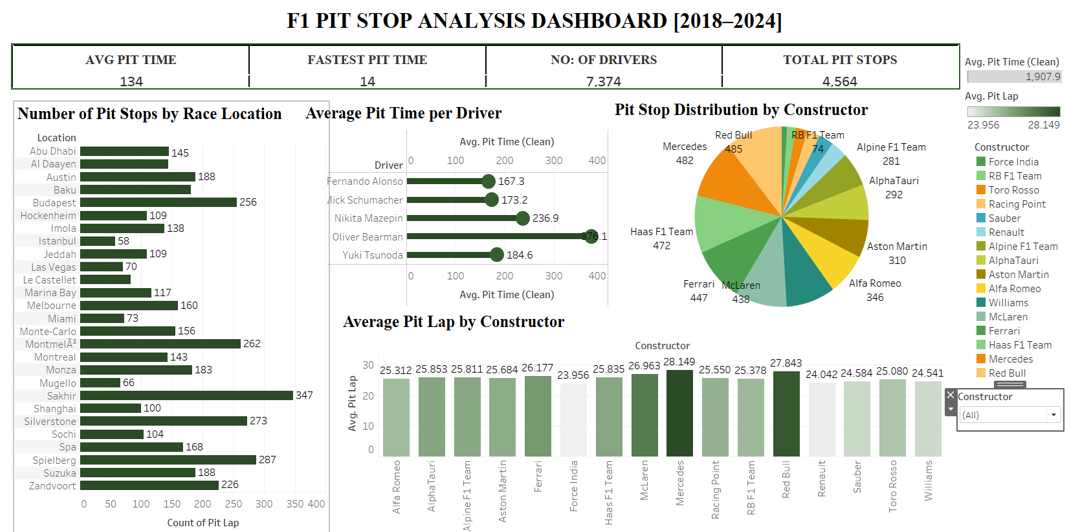 F1 PIT STOP ANALYSIS DASHBOARD [2018–2024]
AVG PIT TIME
134
FASTEST PIT TIME
14
NO: OF DRIVERS
7,374
TOTAL PIT STOPS
4,564
Avg. Pit Time (Clean)
1,907.9
Avg. Pit Lap
23.956 28.149
Number of Pit Stops by Race Location
Location
Abu Dhabi 145
Al Daayen
Austin 188
Baku
Budapest 256
Hockenheim 109
Imola 138
Istanbul 58
Jeddah 109
Las Vegas 70
Le Castellet
Marina Bay 117
Melbourne 160
Miami 73
Monte-Carlo 156
MontmelÃ³ 262
Montreal 143
Monza 183
Mugello 66
Sakhir 347
Shanghai 100
Silverstone 273
Sochi 104
Spa 168
Spielberg 287
Suzuka 188
Zandvoort 226
0 50 100 150 200 250 300 350 400
Count of Pit Lap
Average Pit Time per Driver
Avg. Pit Time (Clean)
0 100 200 300 400
Driver
Fernando Alonso 167.3
Mick Schumacher 173.2
Nikita Mazepin 236.9
Oliver Bearman 376.1
Yuki Tsunoda 184.6
0 100 200 300 400
Avg. Pit Time (Clean)
Pit Stop Distribution by Constructor
Red Bull
485
RB F1 Team
74
Mercedes
482
Alpine F1 Team
281
AlphaTauri
292
Haas F1 Team
472
Aston Martin
310
Ferrari
447
McLaren
438
Alfa Romeo
346
Constructor
Force India
RB F1 Team
Toro Rosso
Racing Point
Sauber
Renault
Alpine F1 Team
AlphaTauri
Aston Martin
Alfa Romeo
Williams
McLaren
Ferrari
Haas F1 Team
Mercedes
Red Bull
Constructor
(All)
Average Pit Lap by Constructor
Constructor
Avg. Pit Lap
30
20
10
0
25.312 25.853 25.811 25.684 26.177 23.956 25.835 26.963 28.149 25.550 25.378 27.843 24.042 24.584 25.080 24.541
Alfa Romeo
AlphaTauri
Alpine F1 Team
Aston Martin
Ferrari
Force India
Haas F1 Team
McLaren
Mercedes
Racing Point
RB F1 Team
Red Bull
Renault
Sauber
Toro Rosso
Williams